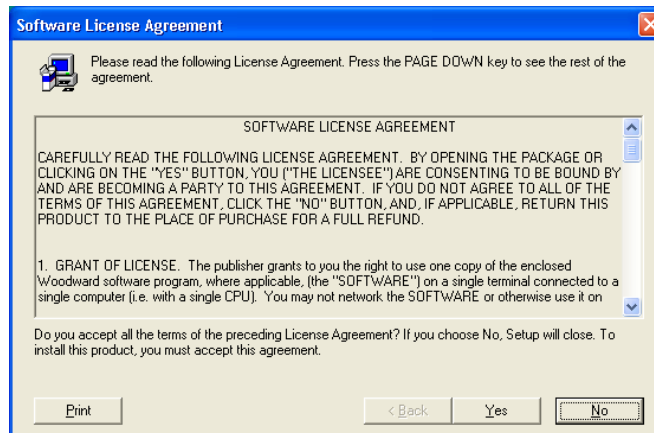 Software License Agreement
Please read the following License Agreement. Press the PAGE DOWN key to see the rest of the
agreement.
SOFTWARE LICENSE AGREEMENT
CAREFULLY READ THE FOLLOWING LICENSE AGREEMENT. BY OPENING THE PACKAGE OR
CLICKING ON THE "YES" BUTTON, YOU ("THE LICENSEE") ARE CONSENTING TO BE BOUND BY
AND ARE BECOMING A PARTY TO THIS AGREEMENT. IF YOU DO NOT AGREE TO ALL OF THE
TERMS OF THIS AGREEMENT, CLICK THE "NO" BUTTON, AND, IF APPLICABLE, RETURN THIS
PRODUCT TO THE PLACE OF PURCHASE FOR A FULL REFUND.
1. GRANT OF LICENSE. The publisher grants to you the right to use one copy of the enclosed
Woodward software program, where applicable, (the "SOFTWARE") on a single terminal connected to a
single computer (i.e. with a single CPU). You may not network the SOFTWARE or otherwise use it on
Do you accept all the terms of the preceding License Agreement? If you choose No, Setup will close. To
install this product, you must accept this agreement.
Print
< Back
Yes
No